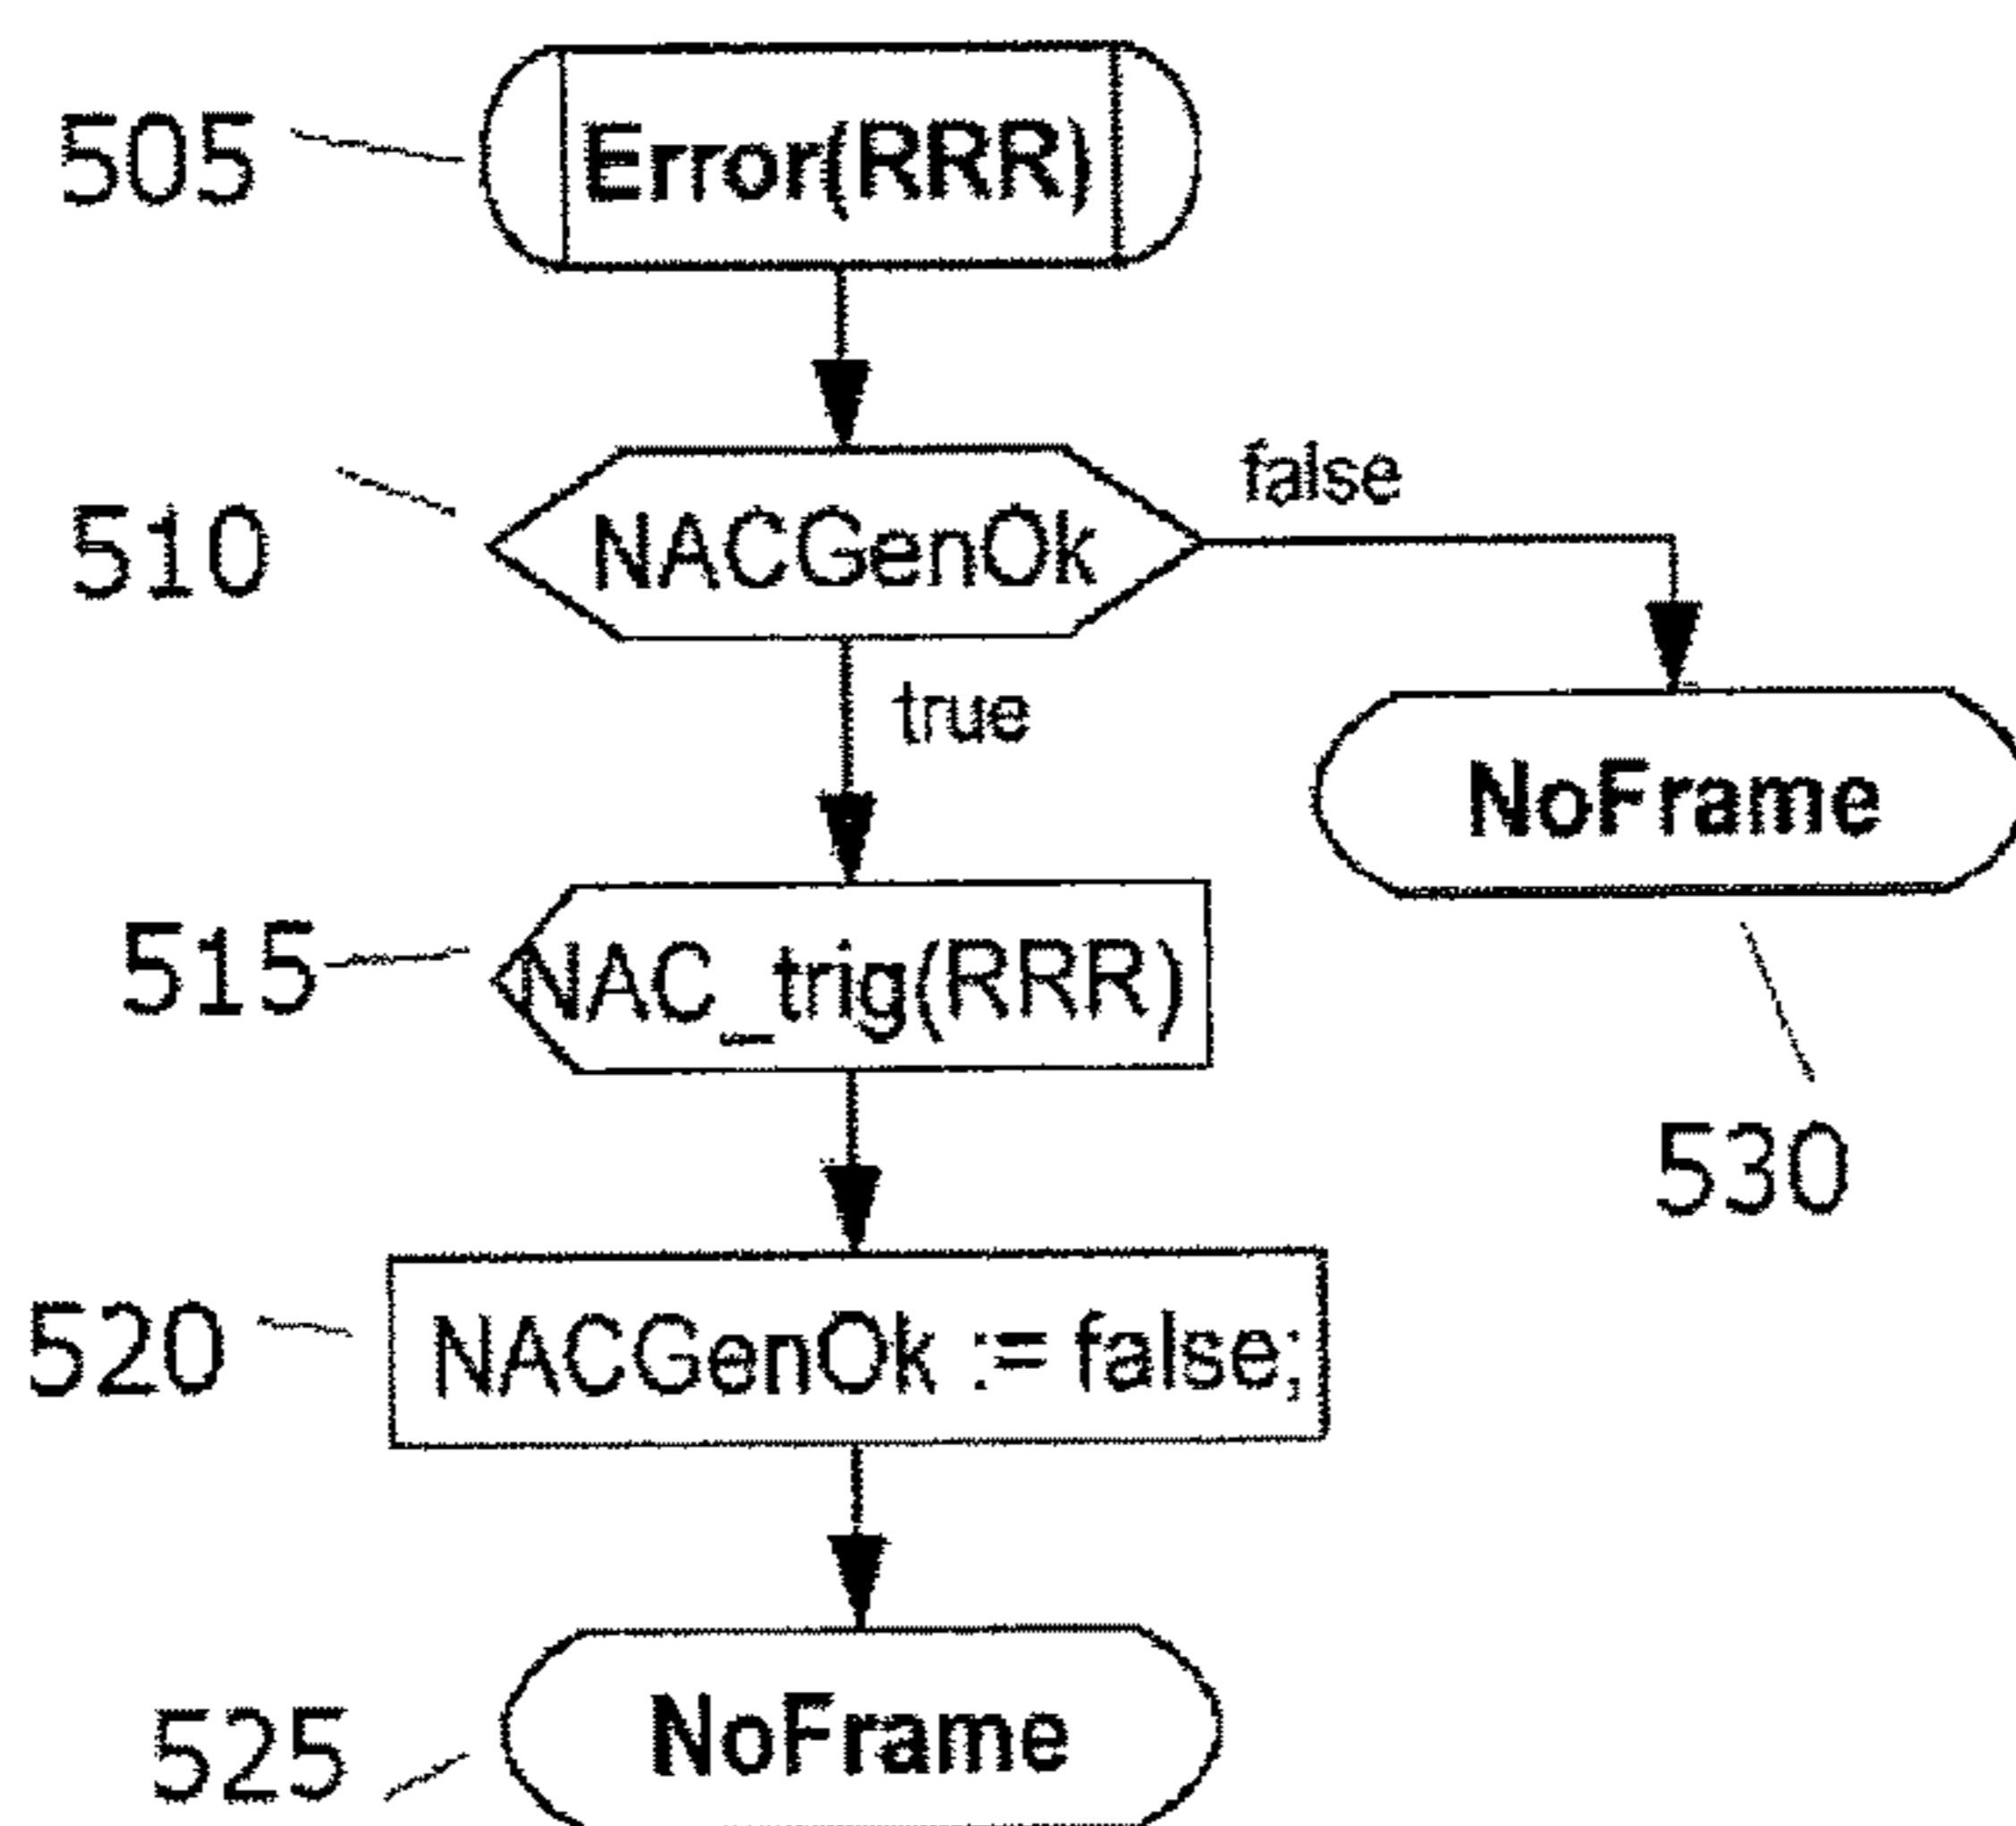 505
Error(RRR)
510
NACGenOk
false
true
NoFrame
515
NAC_trig(RRR)
530
520
NACGenOk := false;
525
NoFrame